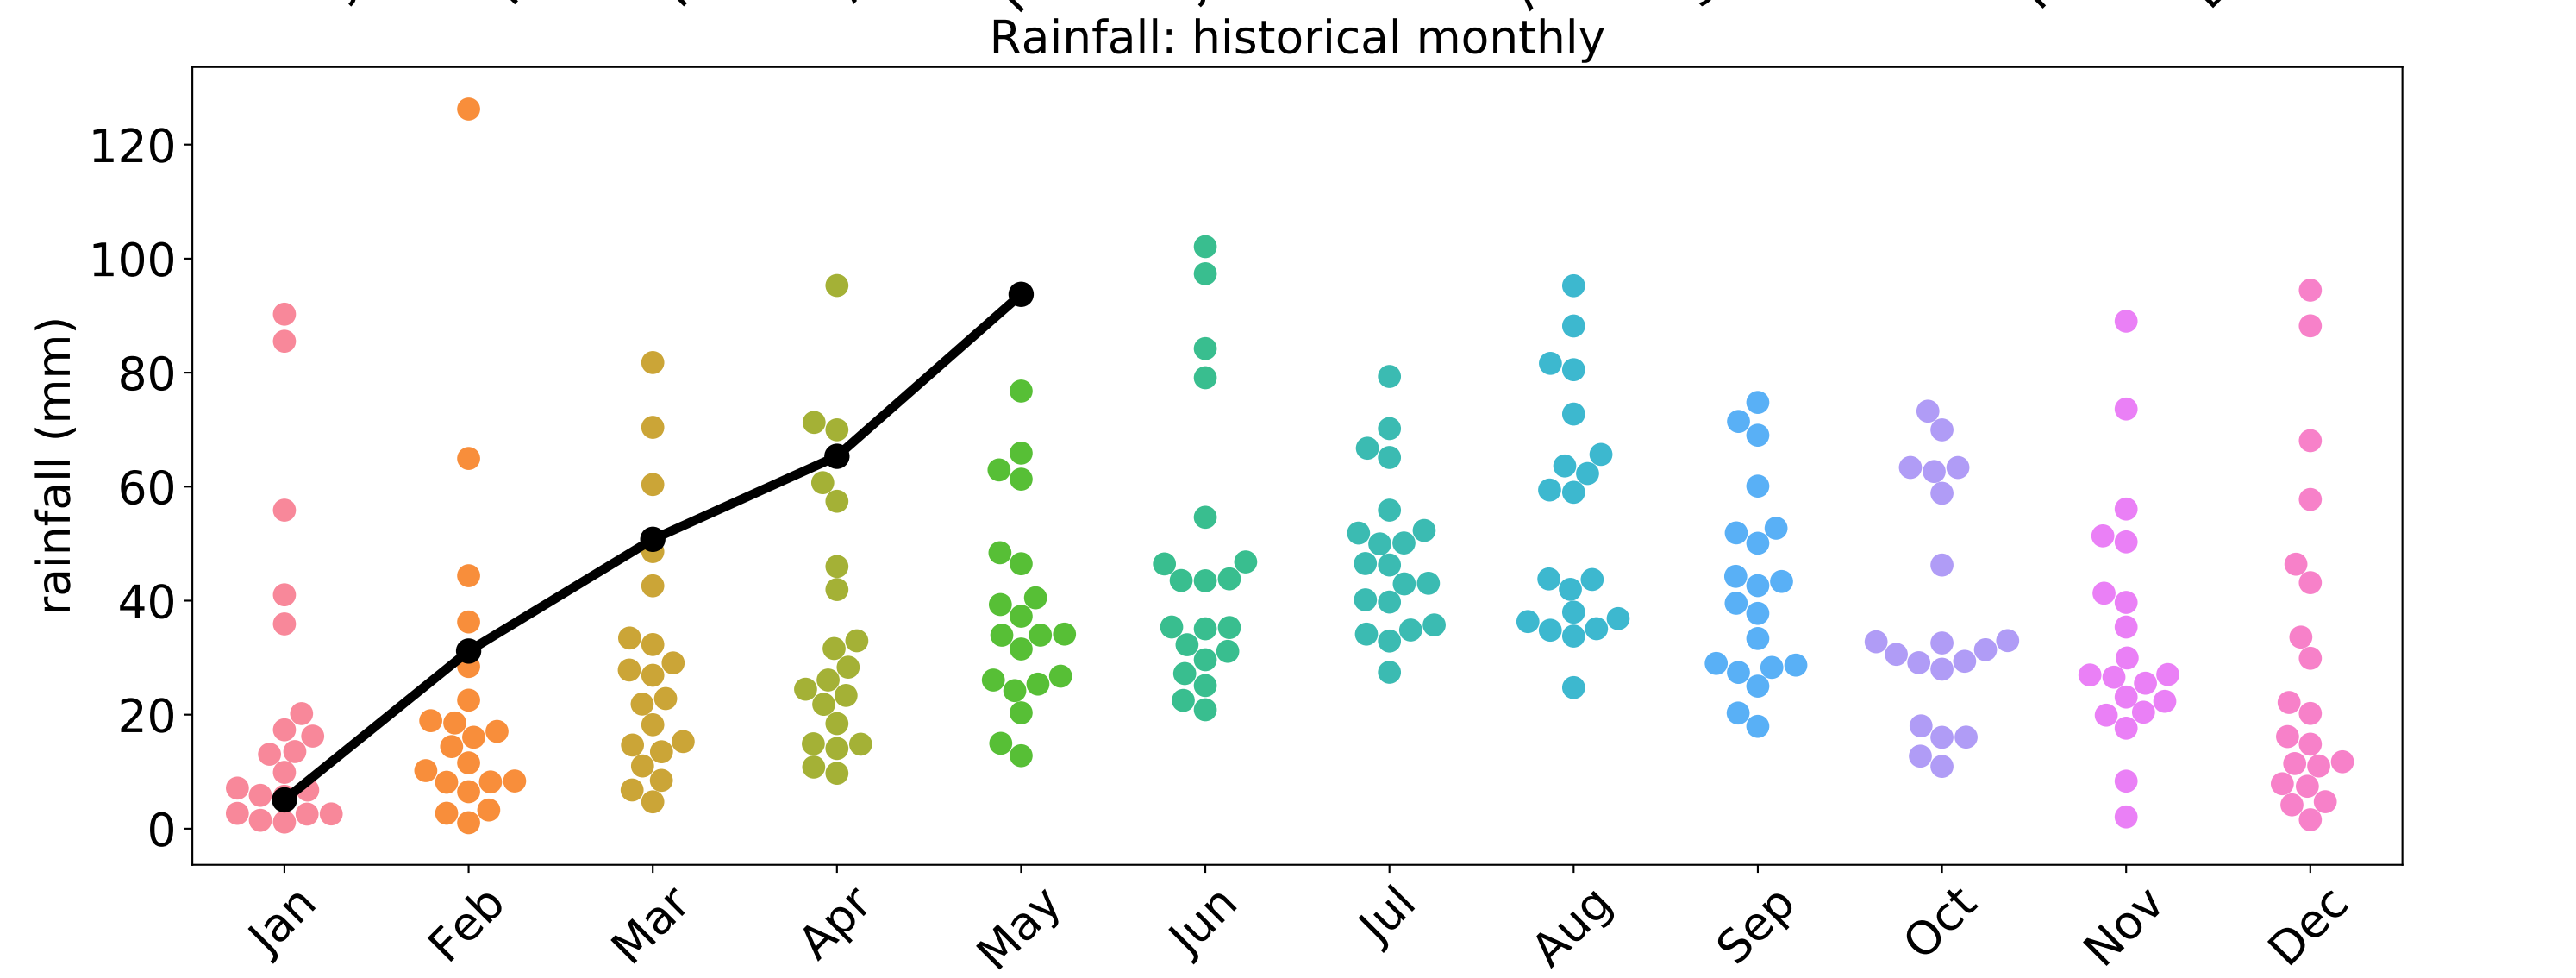 Rainfall: historical monthly
rainfall (mm)
120
100
80
60
40
20
0
Jan
Feb
Mar
Apr
May
Jun
Jul
Aug
Sep
Oct
Nov
Dec